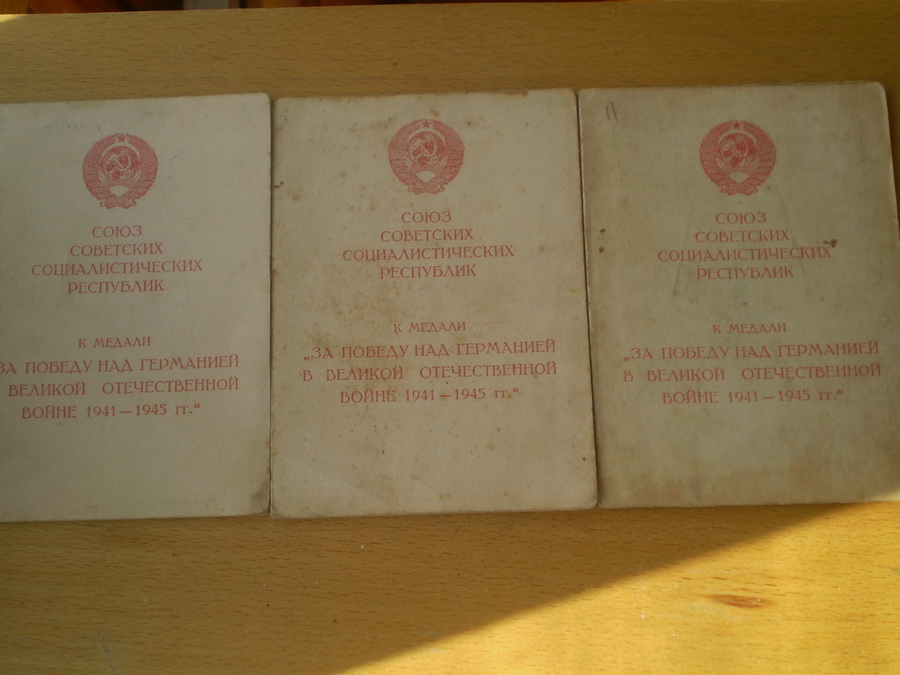 СОЮЗ
СОВЕТСКИХ
СОЦИАЛИСТИЧЕСКИХ
РЕСПУБЛИК
К МЕДАЛИ
ЗА ПОБЕДУ НАД ГЕРМАНИЕЙ
ВЕЛИКОЙ ОТЕЧЕСТВЕННОЙ
ВОЙНЕ 1941—1945 гг.“
СОЮЗ
СОВЕТСКИХ
СОЦИАЛИСТИЧЕСКИХ
РЕСПУБЛИК
К МЕДАЛИ
„ЗА ПОБЕДУ НАД ГЕРМАНИЕЙ
В ВЕЛИКОЙ ОТЕЧЕСТВЕННОЙ
ВОЙНЕ 1941—1945 гг.“
СОЮЗ
СОВЕТСКИХ
СОЦИАЛИСТИЧЕСКИХ
РЕСПУБЛИК
К МЕДАЛИ
„ЗА ПОБЕДУ НАД ГЕРМАНИЕЙ
В ВЕЛИКОЙ ОТЕЧЕСТВЕННОЙ
ВОЙНЕ 1941—1945 гг.“